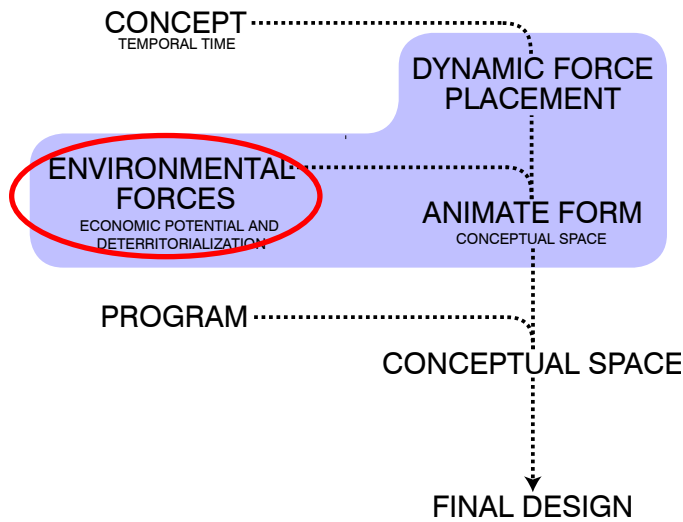 CONCEPT
TEMPORAL TIME
DYNAMIC FORCE
PLACEMENT
ENVIRONMENTAL
FORCES
ECONOMIC POTENTIAL AND
DETERRITORIALIZATION
ANIMATE FORM
CONCEPTUAL SPACE
PROGRAM
CONCEPTUAL SPACE
FINAL DESIGN